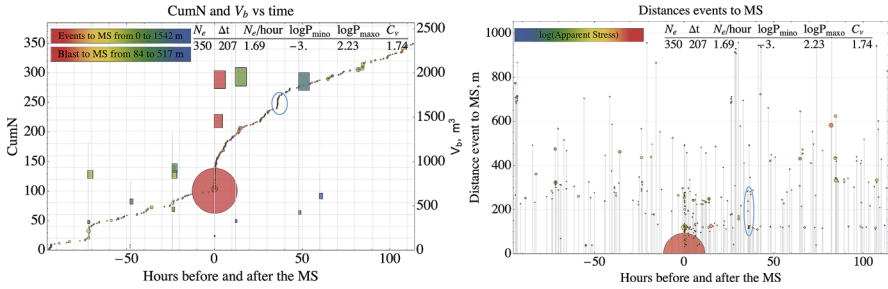 CumN and V_b vs time
Events to MS from 0 to 1542 m
Blast to MS from 84 to 517 m
N_e Δt N_e/hour logP_mino logP_maxo C_v
350 207 1.69 −3. 2.23 1.74
350
300
250
200
150
100
50
0
CumN
2500
2000
1500
1000
500
0
V_b, m³
−50 0 50 100
Hours before and after the MS
Distances events to MS
log(Apparent Stress)
N_e Δt N_e/hour logP_mino logP_maxo C_v
350 207 1.69 −3. 2.23 1.74
1000
800
600
400
200
0
Distance event to MS, m
−50 0 50 100
Hours before and after the MS